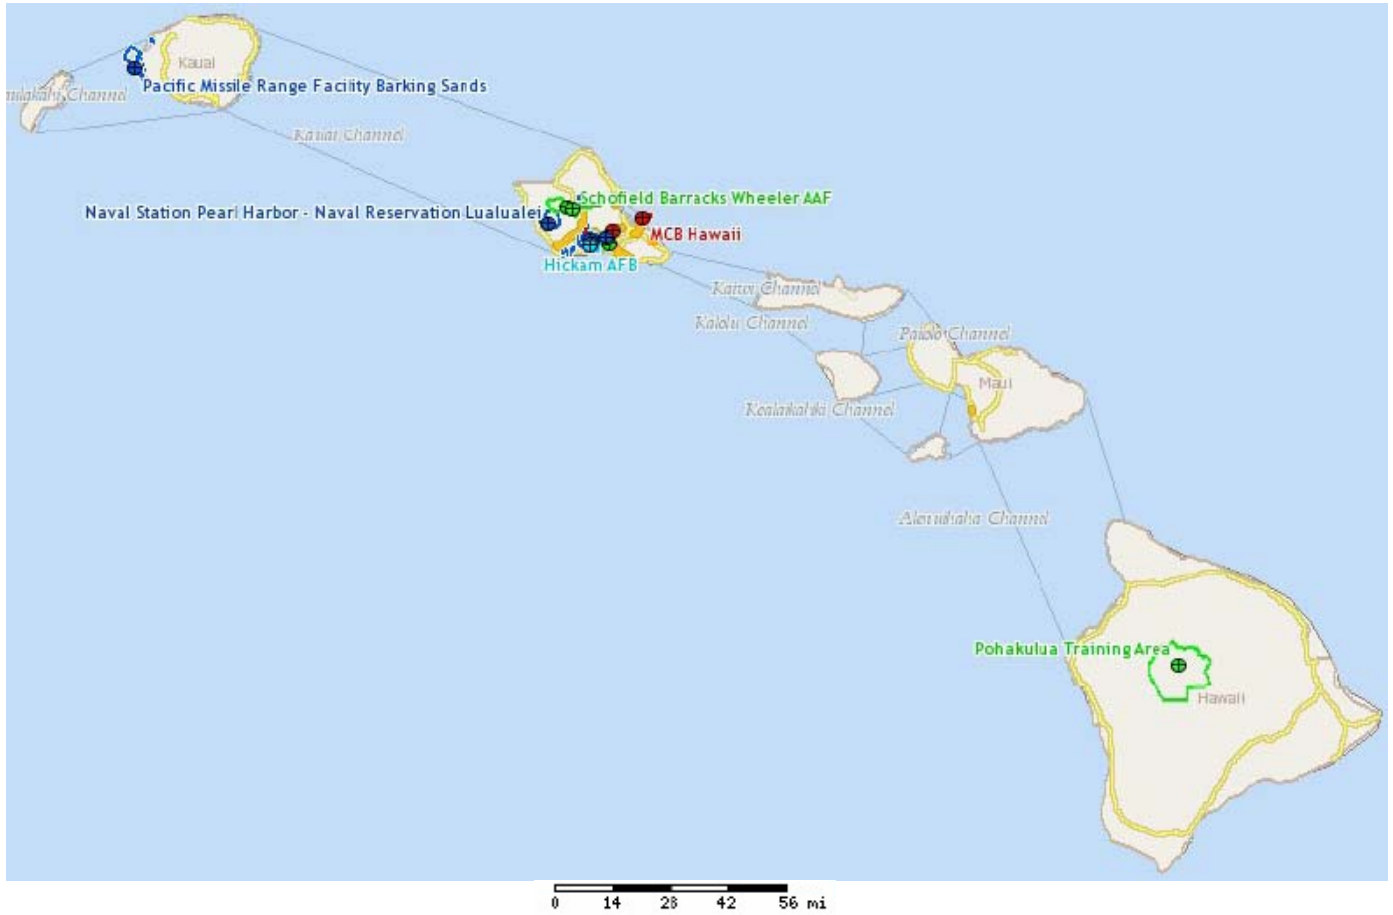 Kauai
Pacific Missile Range Facility Barking Sands
Channel
Kauai Channel
Schofield Barracks Wheeler AAF
Naval Station Pearl Harbor - Naval Reservation Lualualei
MCB Hawaii
Hickam AFB
Kaiwi Channel
Kalohi Channel
Pailolo Channel
Maui
Kealaikahiki Channel
Alenuihaha Channel
Pohakulua Training Area
Hawaii
0 14 28 42 56 mi